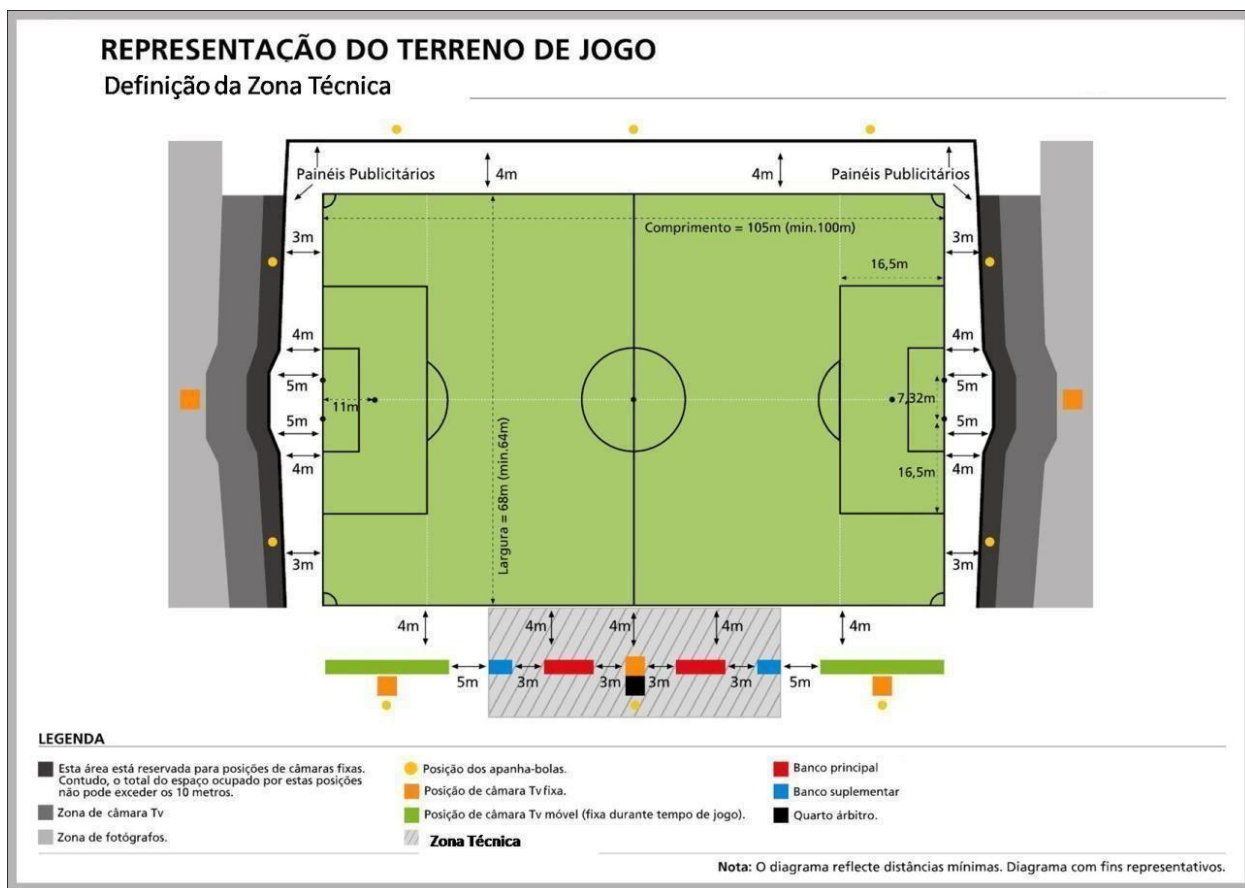 REPRESENTAÇÃO DO TERRENO DE JOGO
Definição da Zona Técnica
Painéis Publicitários
4m
4m
Painéis Publicitários
3m
Comprimento = 105m (min.100m)
3m
16,5m
4m
4m
5m
5m
11m
7,32m
5m
5m
4m
4m
16,5m
Largura = 68m (min.64m)
3m
3m
4m
4m
4m
4m
4m
5m
3m
3m
3m
3m
5m
LEGENDA
Esta área está reservada para posições de câmaras fixas.
Contudo, o total do espaço ocupado por estas posições
não pode exceder os 10 metros.
Zona de câmara Tv
Zona de fotógrafos.
Posição dos apanha-bolas.
Posição de câmara Tv fixa.
Posição de câmara Tv móvel (fixa durante tempo de jogo).
Zona Técnica
Banco principal
Banco suplementar
Quarto árbitro.
Nota: O diagrama reflecte distâncias mínimas. Diagrama com fins representativos.